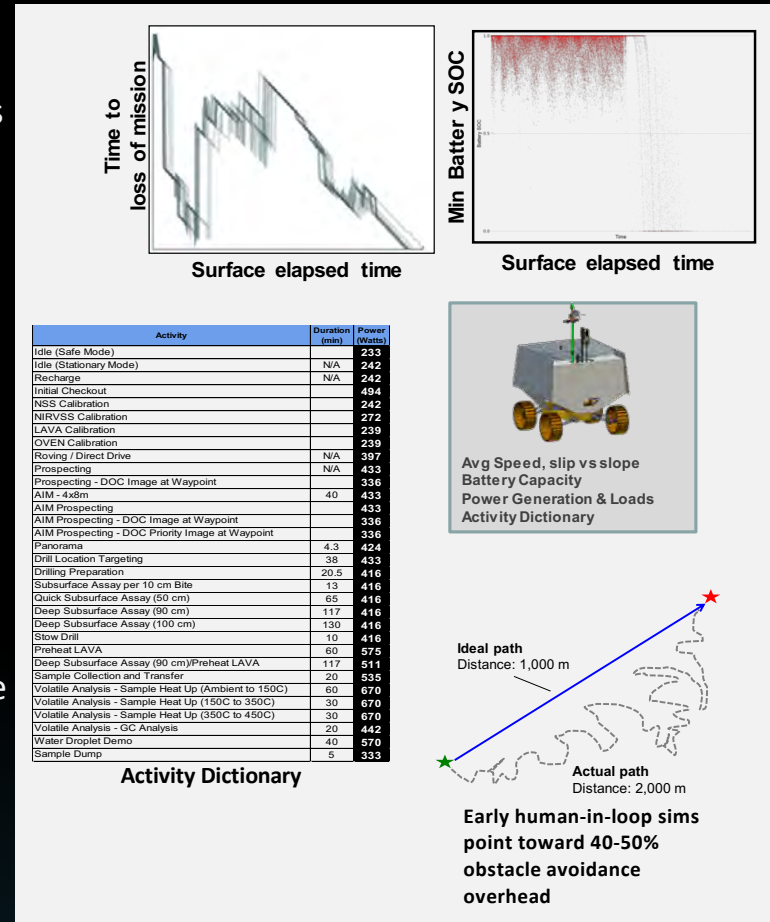 Time to
loss of mission
Surface elapsed time
Min Batter y SOC
1.0
0.5
0.0
Battery SOC
Time
Surface elapsed time
Activity Duration (min) Power (Watts)
Idle (Safe Mode) 233
Idle (Stationary Mode) N/A 242
Recharge N/A 242
Initial Checkout 494
NSS Calibration 242
NIRVSS Calibration 272
LAVA Calibration 239
OVEN Calibration 239
Roving / Direct Drive N/A 397
Prospecting N/A 433
Prospecting - DOC Image at Waypoint 336
AIM - 4x8m 40 433
AIM Prospecting 433
AIM Prospecting - DOC Image at Waypoint 336
AIM Prospecting - DOC Priority Image at Waypoint 336
Panorama 4.3 424
Drill Location Targeting 38 433
Drilling Preparation 20.5 416
Subsurface Assay per 10 cm Bite 13 416
Quick Subsurface Assay (50 cm) 65 416
Deep Subsurface Assay (90 cm) 117 416
Deep Subsurface Assay (100 cm) 130 416
Stow Drill 10 416
Preheat LAVA 60 575
Deep Subsurface Assay (90 cm)/Preheat LAVA 117 511
Sample Collection and Transfer 20 535
Volatile Analysis - Sample Heat Up (Ambient to 150C) 60 670
Volatile Analysis - Sample Heat Up (150C to 350C) 30 670
Volatile Analysis - Sample Heat Up (350C to 450C) 30 670
Volatile Analysis - GC Analysis 20 442
Water Droplet Demo 40 570
Sample Dump 5 333
Activity Dictionary
Avg Speed, slip vs slope
Battery Capacity
Power Generation & Loads
Activity Dictionary
Ideal path
Distance: 1,000 m
Actual path
Distance: 2,000 m
Early human-in-loop sims
point toward 40-50%
obstacle avoidance
overhead